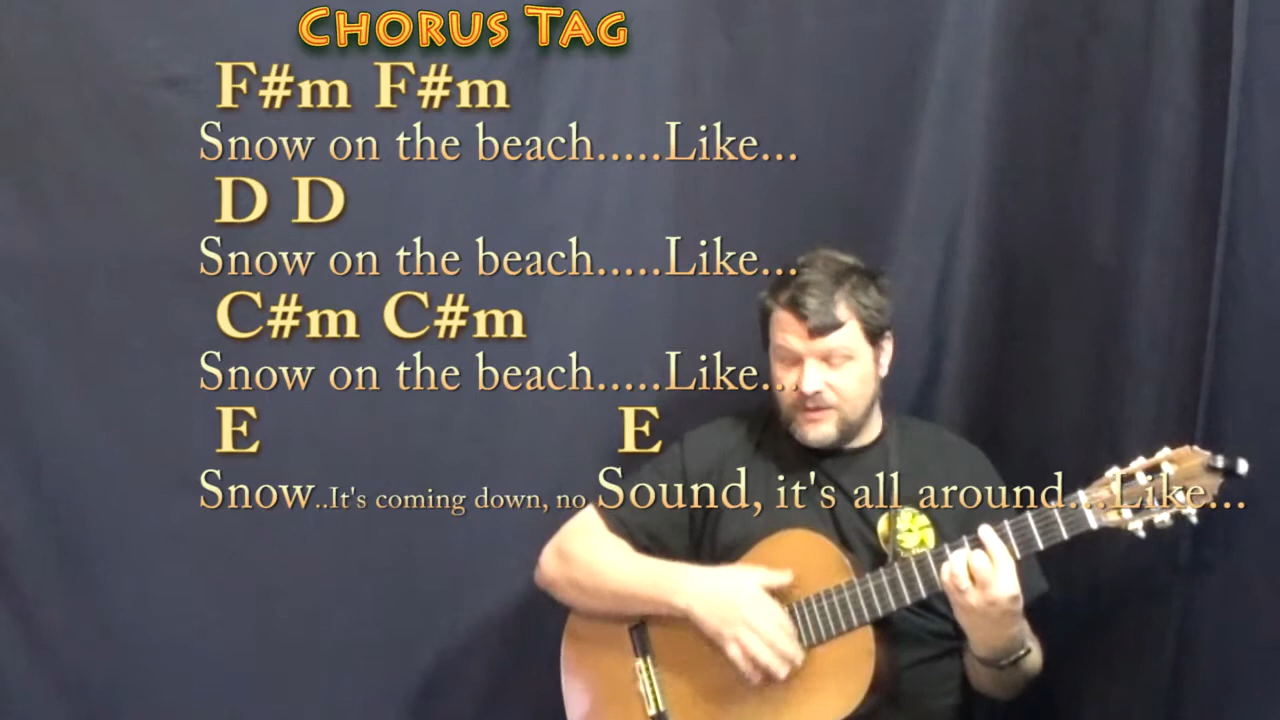 CHORUS TAG
F#m F#m
Snow on the beach.....Like...
D D
Snow on the beach.....Like...
C#m C#m
Snow on the beach.....Like...
E E
Snow..It's coming down, no Sound, it's all around...Like...